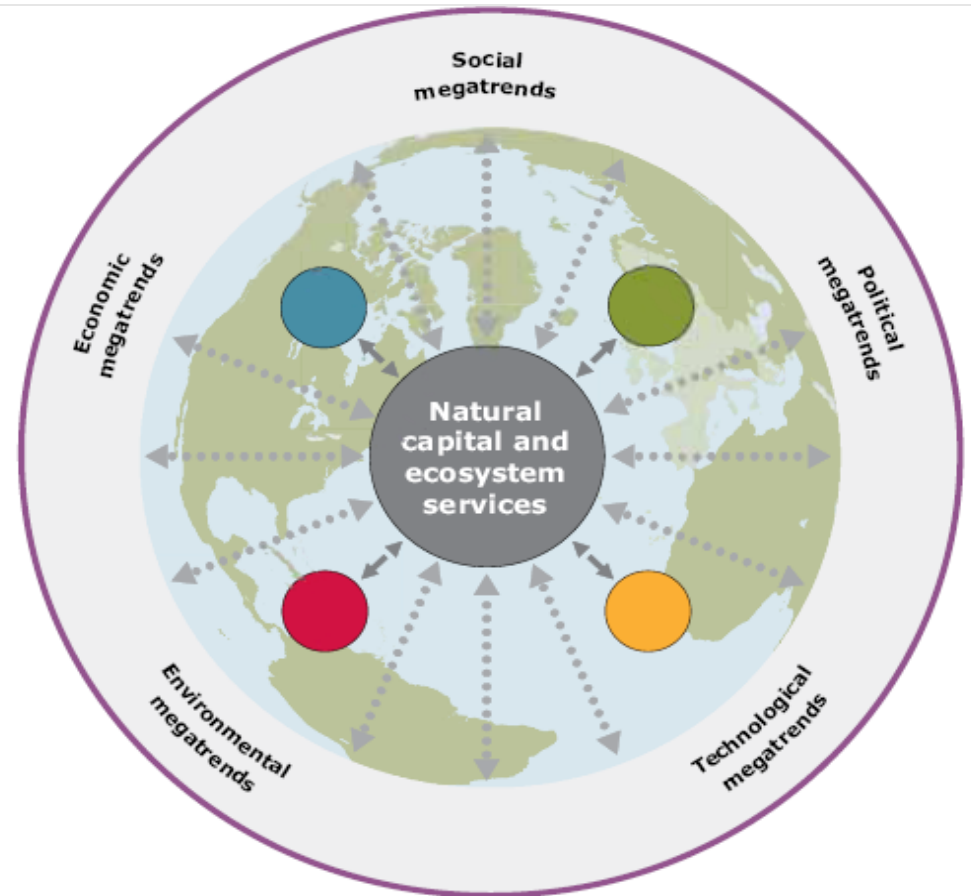 Social
megatrends
Economic
megatrends
Political
megatrends
Natural
capital and
ecosystem
services
Environmental
megatrends
Technological
megatrends